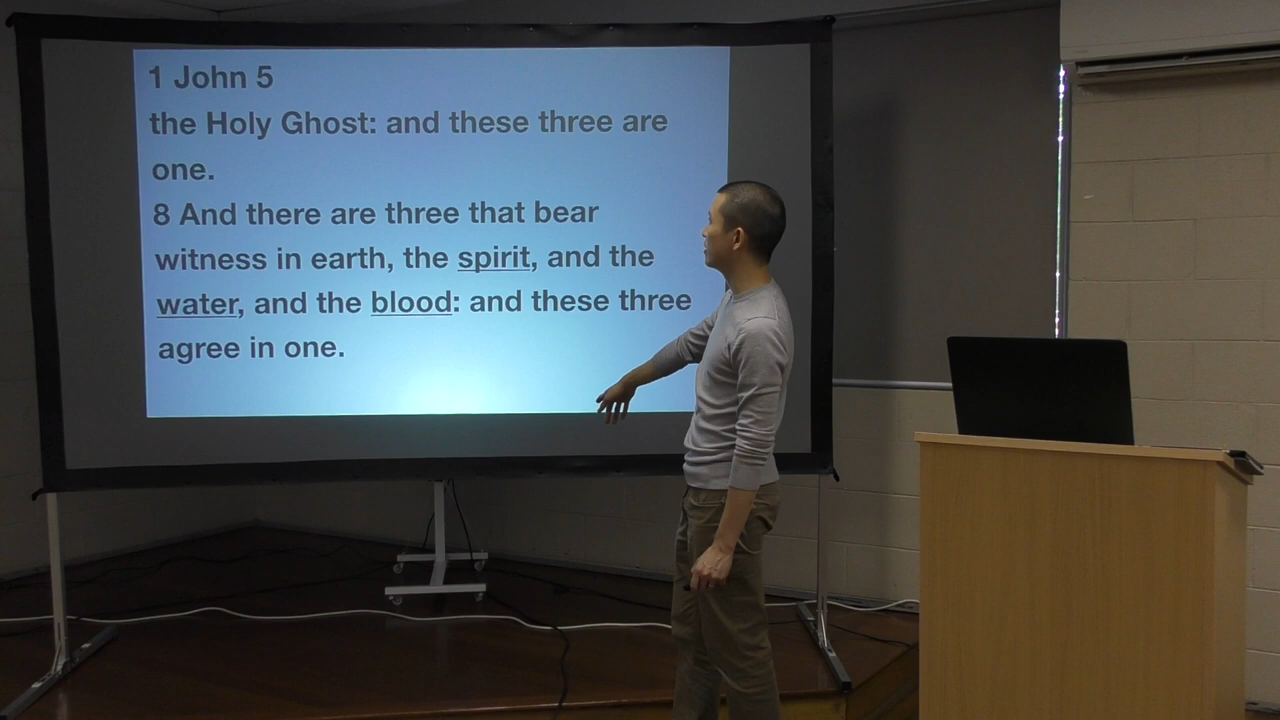 1 John 5
the Holy Ghost: and these three are
one.
8 And there are three that bear
witness in earth, the spirit, and the
water, and the blood: and these three
agree in one.